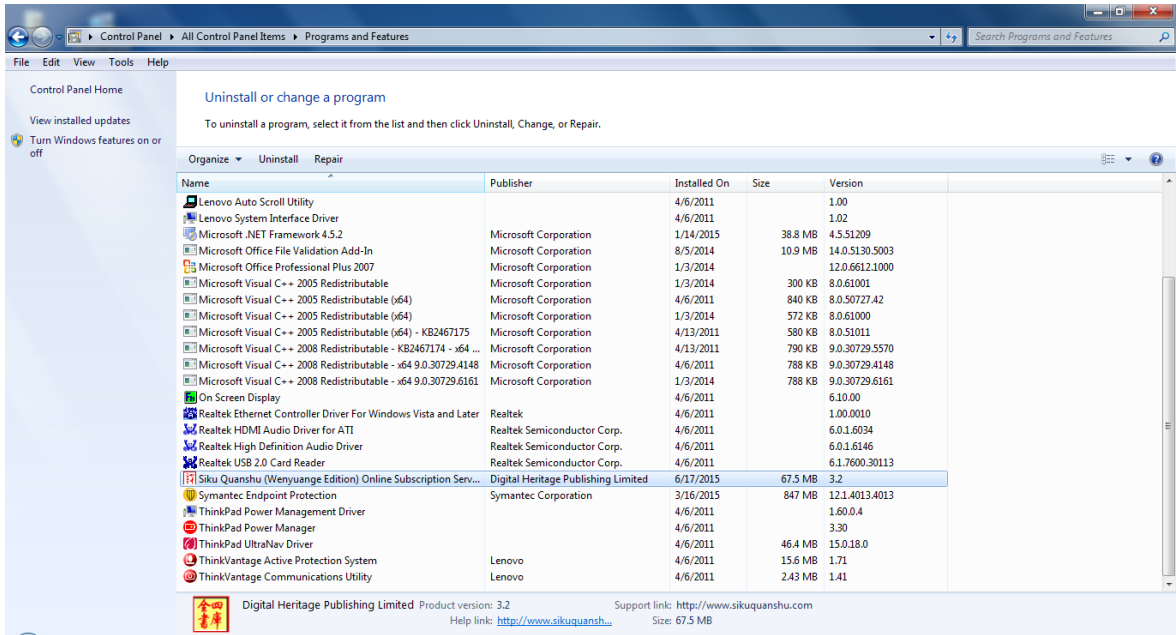 Control Panel ▸ All Control Panel Items ▸ Programs and Features Search Programs and Features
File Edit View Tools Help
Control Panel Home
View installed updates
Turn Windows features on or
off
Uninstall or change a program
To uninstall a program, select it from the list and then click Uninstall, Change, or Repair.
Organize Uninstall Repair
Name Publisher Installed On Size Version
Lenovo Auto Scroll Utility 4/6/2011 1.00
Lenovo System Interface Driver 4/6/2011 1.02
Microsoft .NET Framework 4.5.2 Microsoft Corporation 1/14/2015 38.8 MB 4.5.51209
Microsoft Office File Validation Add-In Microsoft Corporation 8/5/2014 10.9 MB 14.0.5130.5003
Microsoft Office Professional Plus 2007 Microsoft Corporation 1/3/2014 12.0.6612.1000
Microsoft Visual C++ 2005 Redistributable Microsoft Corporation 1/3/2014 300 KB 8.0.61001
Microsoft Visual C++ 2005 Redistributable (x64) Microsoft Corporation 4/6/2011 840 KB 8.0.50727.42
Microsoft Visual C++ 2005 Redistributable (x64) Microsoft Corporation 1/3/2014 572 KB 8.0.61000
Microsoft Visual C++ 2005 Redistributable (x64) - KB2467175 Microsoft Corporation 4/13/2011 580 KB 8.0.51011
Microsoft Visual C++ 2008 Redistributable - KB2467174 - x64 ... Microsoft Corporation 4/13/2011 790 KB 9.0.30729.5570
Microsoft Visual C++ 2008 Redistributable - x64 9.0.30729.4148 Microsoft Corporation 4/6/2011 788 KB 9.0.30729.4148
Microsoft Visual C++ 2008 Redistributable - x64 9.0.30729.6161 Microsoft Corporation 1/3/2014 788 KB 9.0.30729.6161
On Screen Display 4/6/2011 6.10.00
Realtek Ethernet Controller Driver For Windows Vista and Later Realtek 4/6/2011 1.00.0010
Realtek HDMI Audio Driver for ATI Realtek Semiconductor Corp. 4/6/2011 6.0.1.6034
Realtek High Definition Audio Driver Realtek Semiconductor Corp. 4/6/2011 6.0.1.6146
Realtek USB 2.0 Card Reader Realtek Semiconductor Corp. 4/6/2011 6.1.7600.30113
Siku Quanshu (Wenyuange Edition) Online Subscription Serv... Digital Heritage Publishing Limited 6/17/2015 67.5 MB 3.2
Symantec Endpoint Protection Symantec Corporation 3/16/2015 847 MB 12.1.4013.4013
ThinkPad Power Management Driver 4/6/2011 1.60.0.4
ThinkPad Power Manager 4/6/2011 3.30
ThinkPad UltraNav Driver 4/6/2011 46.4 MB 15.0.18.0
ThinkVantage Active Protection System Lenovo 4/6/2011 15.6 MB 1.71
ThinkVantage Communications Utility Lenovo 4/6/2011 2.43 MB 1.41
全四
書庫
Digital Heritage Publishing Limited Product version: 3.2 Support link: http://www.sikuquanshu.com
Help link: http://www.sikuquansh... Size: 67.5 MB